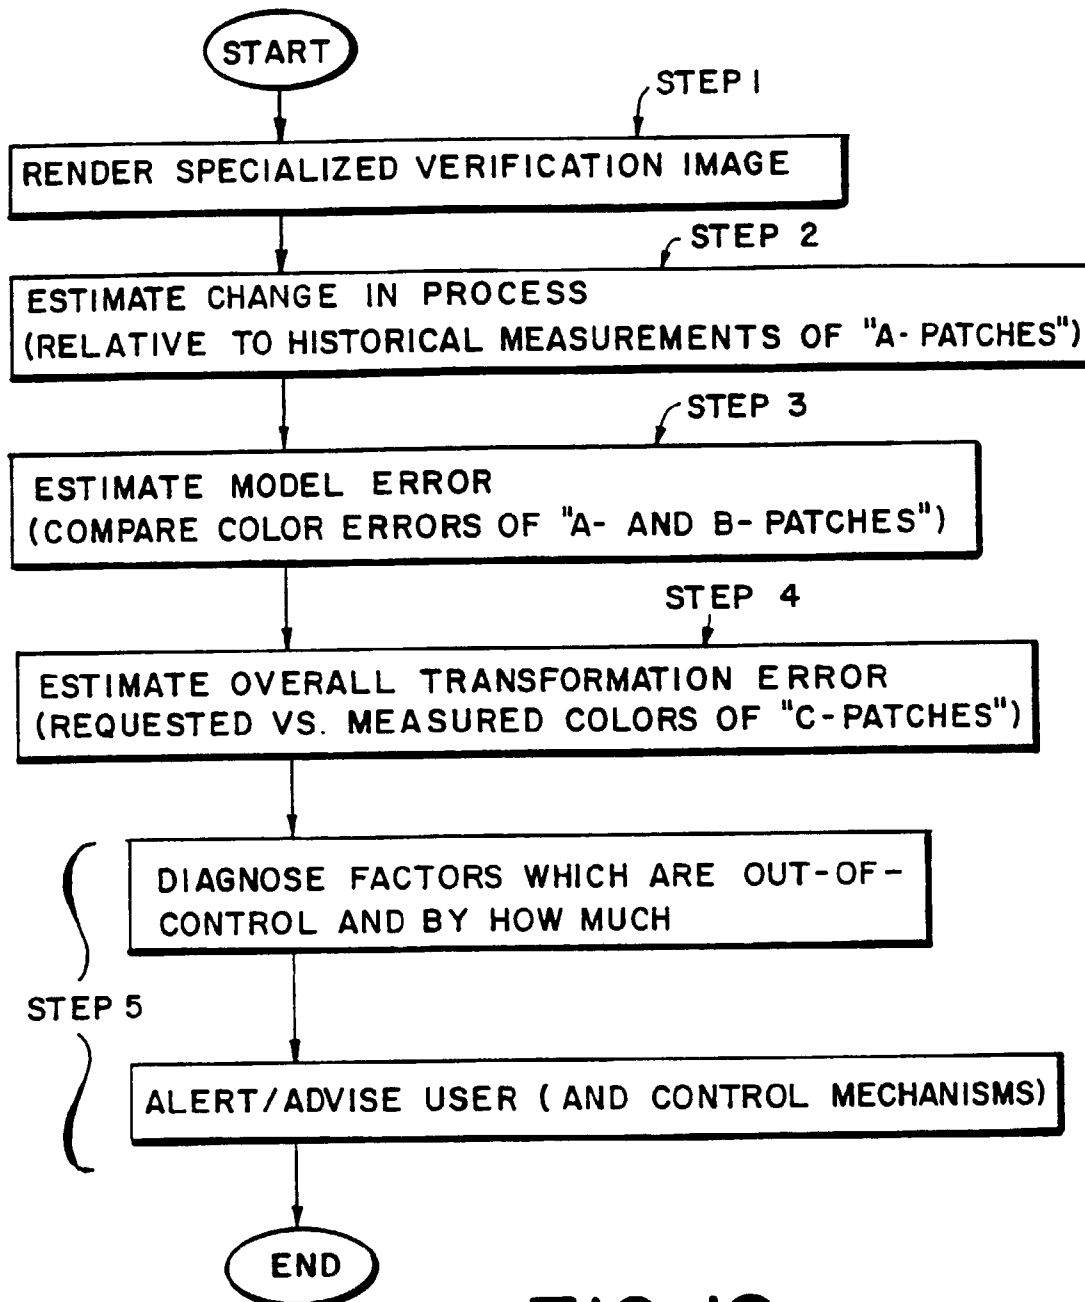 START
STEP 1
RENDER SPECIALIZED VERIFICATION IMAGE
STEP 2
ESTIMATE CHANGE IN PROCESS
(RELATIVE TO HISTORICAL MEASUREMENTS OF "A-PATCHES")
STEP 3
ESTIMATE MODEL ERROR
(COMPARE COLOR ERRORS OF "A- AND B-PATCHES")
STEP 4
ESTIMATE OVERALL TRANSFORMATION ERROR
(REQUESTED VS. MEASURED COLORS OF "C-PATCHES")
DIAGNOSE FACTORS WHICH ARE OUT-OF-
CONTROL AND BY HOW MUCH
STEP 5
ALERT/ADVISE USER (AND CONTROL MECHANISMS)
END